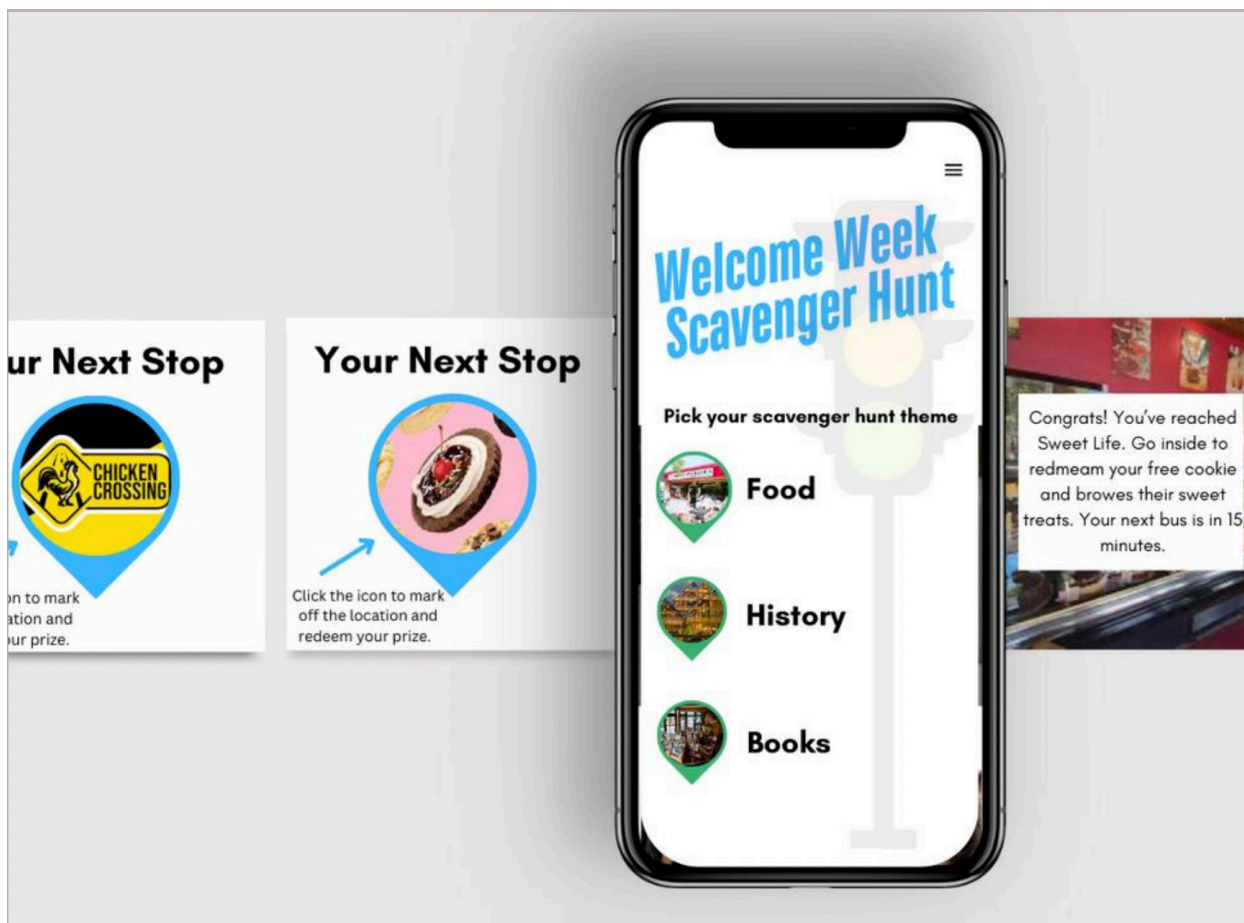 ur Next Stop
CHICKEN
CROSSING
on to mark
ation and
ur prize.
Your Next Stop
Click the icon to mark
off the location and
redeem your prize.
Welcome Week
Scavenger Hunt
Pick your scavenger hunt theme
Food
History
Books
Congrats! You've reached
Sweet Life. Go inside to
redmeam your free cookie
and browes their sweet
treats. Your next bus is in 15
minutes.